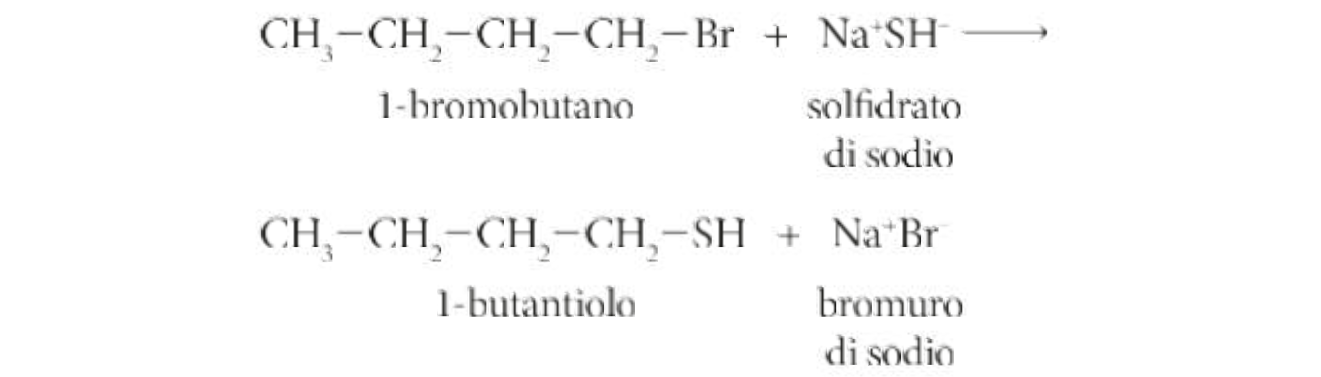 CH₃−CH₂−CH₂−CH₂−Br + Na⁺SH⁻ ⟶
1-bromobutano solfidrato
di sodio
CH₃−CH₂−CH₂−CH₂−SH + Na⁺Br⁻
1-butantiolo bromuro
di sodio